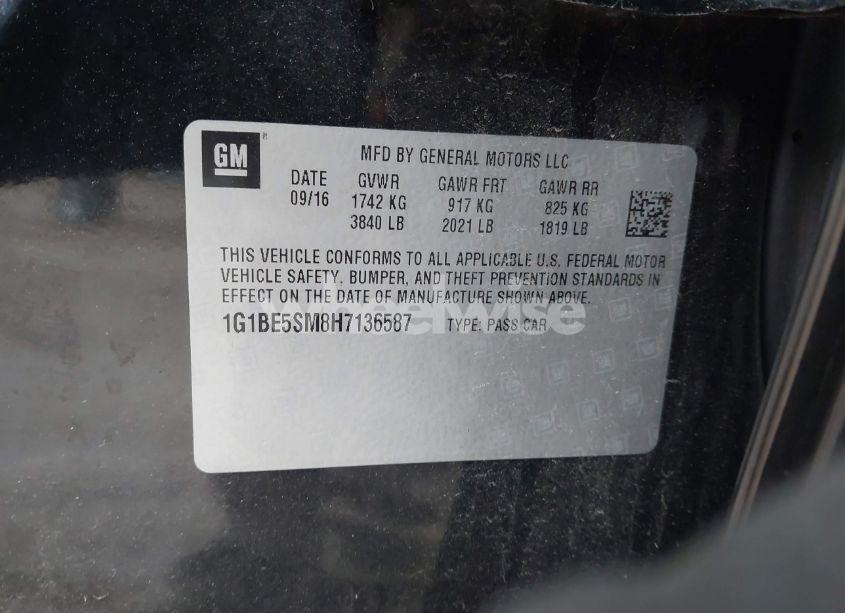 GM
MFD BY GENERAL MOTORS LLC
DATE GVWR GAWR FRT GAWR RR
09/16 1742 KG 917 KG 825 KG
3840 LB 2021 LB 1819 LB
THIS VEHICLE CONFORMS TO ALL APPLICABLE U.S. FEDERAL MOTOR
VEHICLE SAFETY, BUMPER, AND THEFT PREVENTION STANDARDS IN
EFFECT ON THE DATE OF MANUFACTURE SHOWN ABOVE.
Wheelwise
1G1BE5SM8H7136587 TYPE: PASS CAR